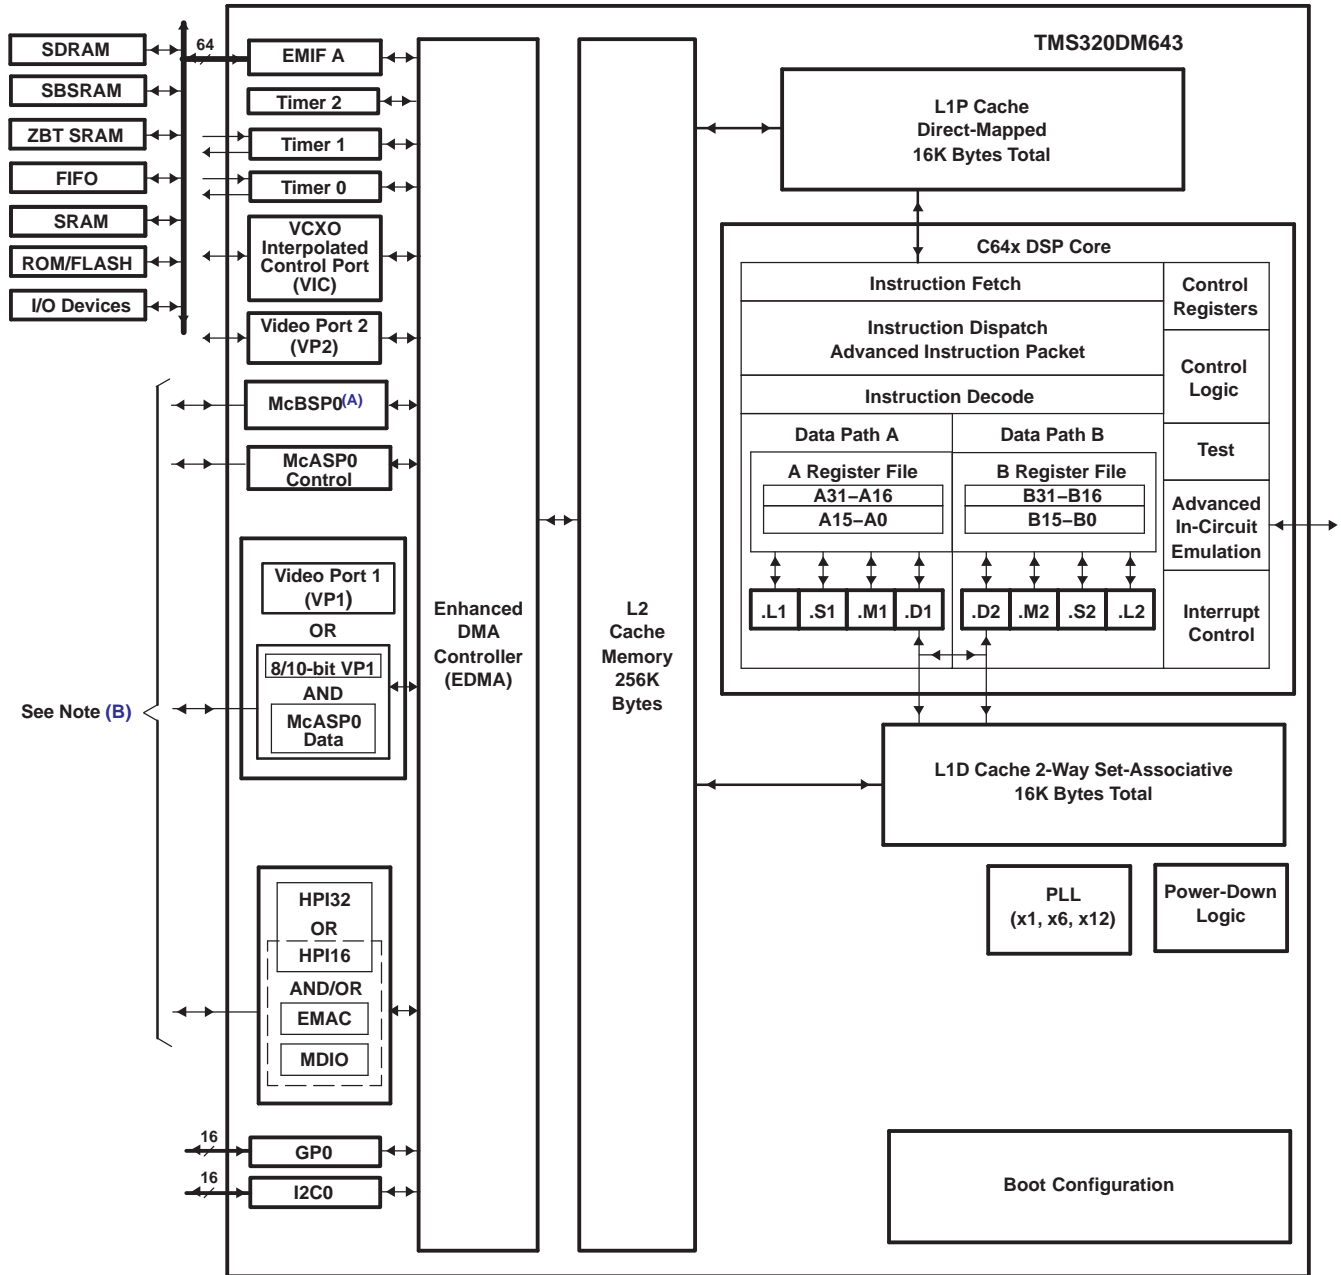 TMS320DM643
SDRAM
SBSRAM
ZBT SRAM
FIFO
SRAM
ROM/FLASH
I/O Devices
64
EMIF A
Timer 2
Timer 1
Timer 0
VCXO
Interpolated
Control Port
(VIC)
Video Port 2
(VP2)
McBSP0(A)
McASP0
Control
See Note (B)
Video Port 1
(VP1)
OR
8/10-bit VP1
AND
McASP0
Data
HPI32
OR
HPI16
AND/OR
EMAC
MDIO
16
GP0
16
I2C0
Enhanced
DMA
Controller
(EDMA)
L2
Cache
Memory
256K
Bytes
L1P Cache
Direct-Mapped
16K Bytes Total
C64x DSP Core
Instruction Fetch
Instruction Dispatch
Advanced Instruction Packet
Instruction Decode
Data Path A
A Register File
A31–A16
A15–A0
.L1 .S1 .M1 .D1
Data Path B
B Register File
B31–B16
B15–B0
.D2 .M2 .S2 .L2
Control
Registers
Control
Logic
Test
Advanced
In-Circuit
Emulation
Interrupt
Control
L1D Cache 2-Way Set-Associative
16K Bytes Total
PLL
(x1, x6, x12)
Power-Down
Logic
Boot Configuration